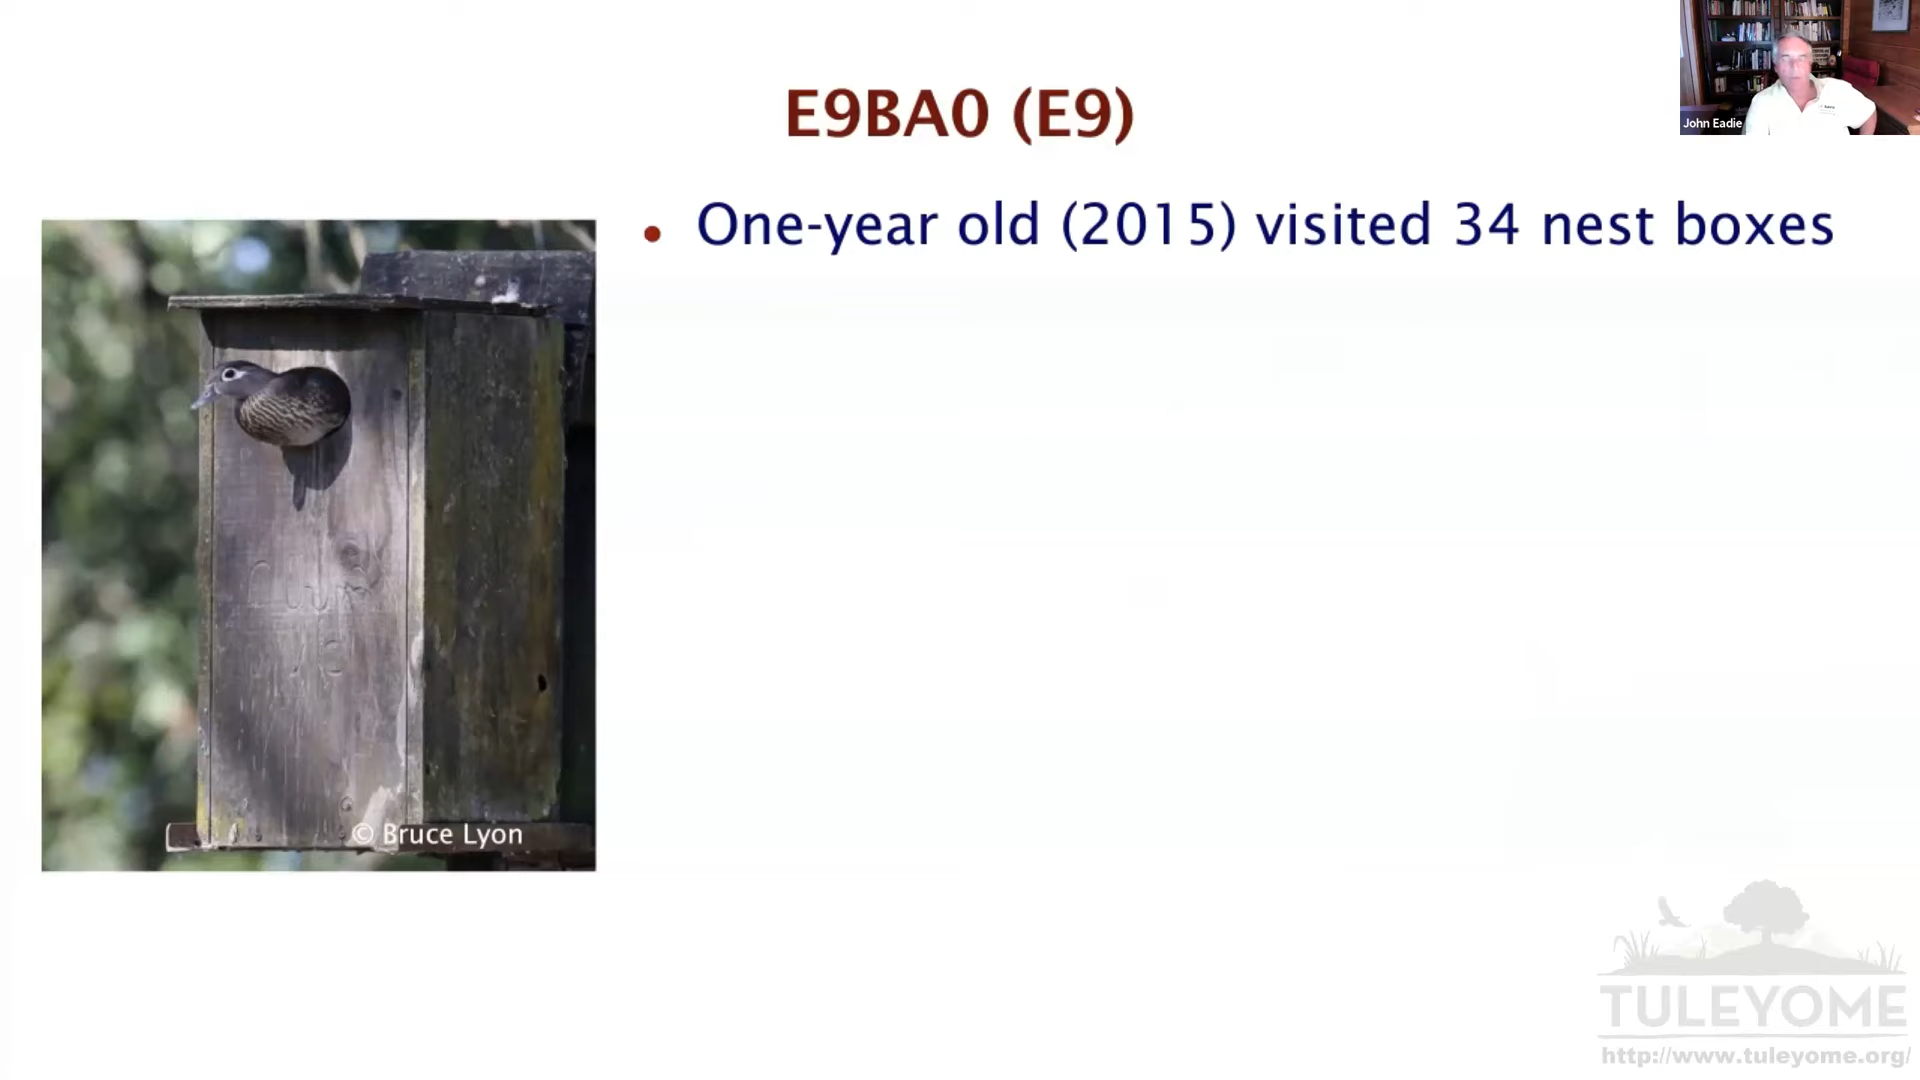 E9BA0 (E9)
John Eadie
• One-year old (2015) visited 34 nest boxes
© Bruce Lyon
TULEYOME
http://www.tuleyome.org/